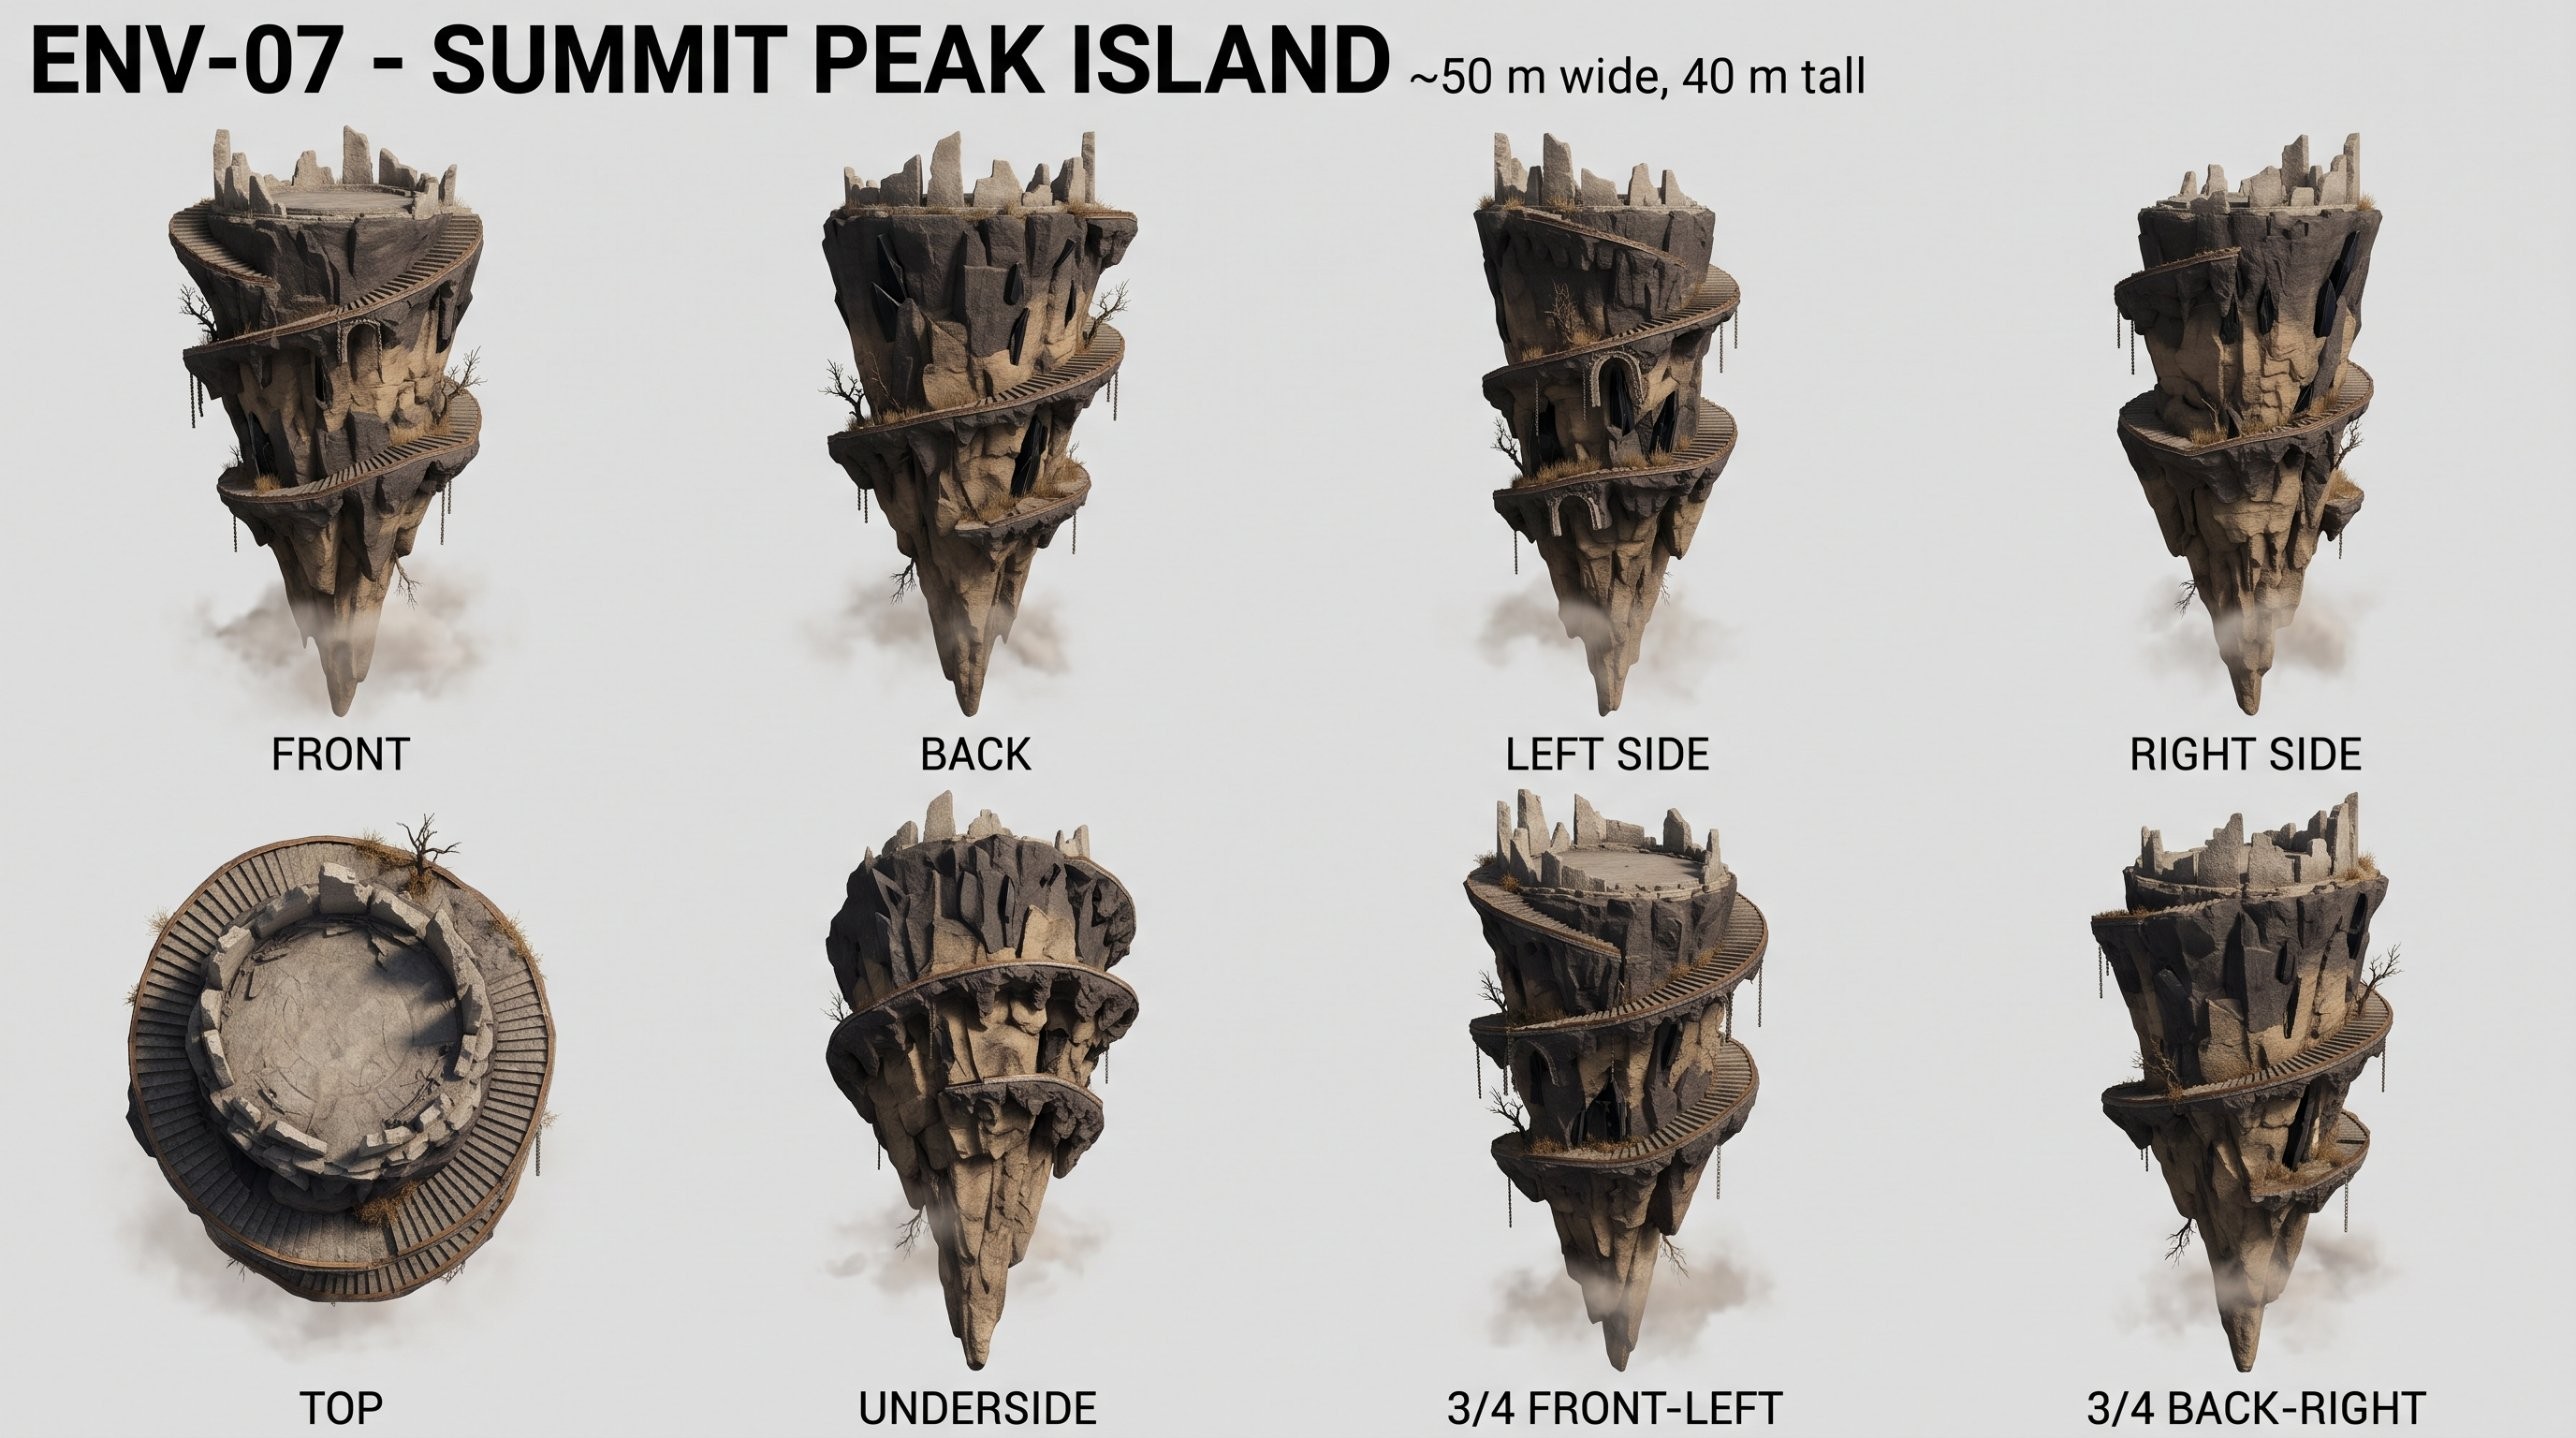 ENV-07 - SUMMIT PEAK ISLAND ~50 m wide, 40 m tall
FRONT
BACK
LEFT SIDE
RIGHT SIDE
TOP
UNDERSIDE
3/4 FRONT-LEFT
3/4 BACK-RIGHT